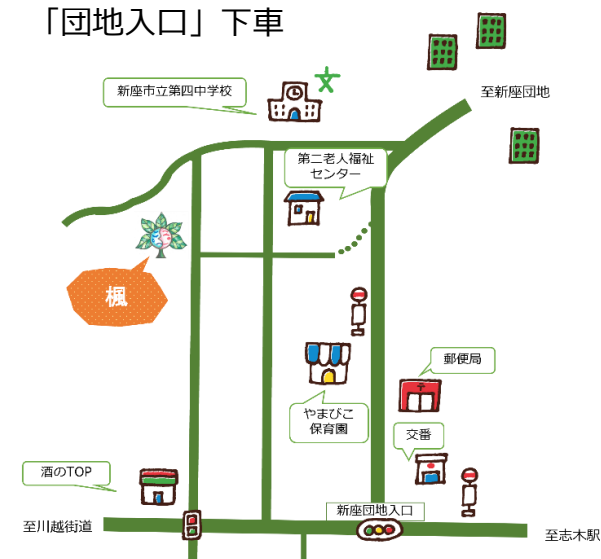 「団地入口」下車
至新座団地
新座市立第四中学校
文
第二老人福祉
センター
楓
郵便局
〒
やまびこ
保育園
交番
酒のTOP
新座団地入口
至川越街道
至志木駅